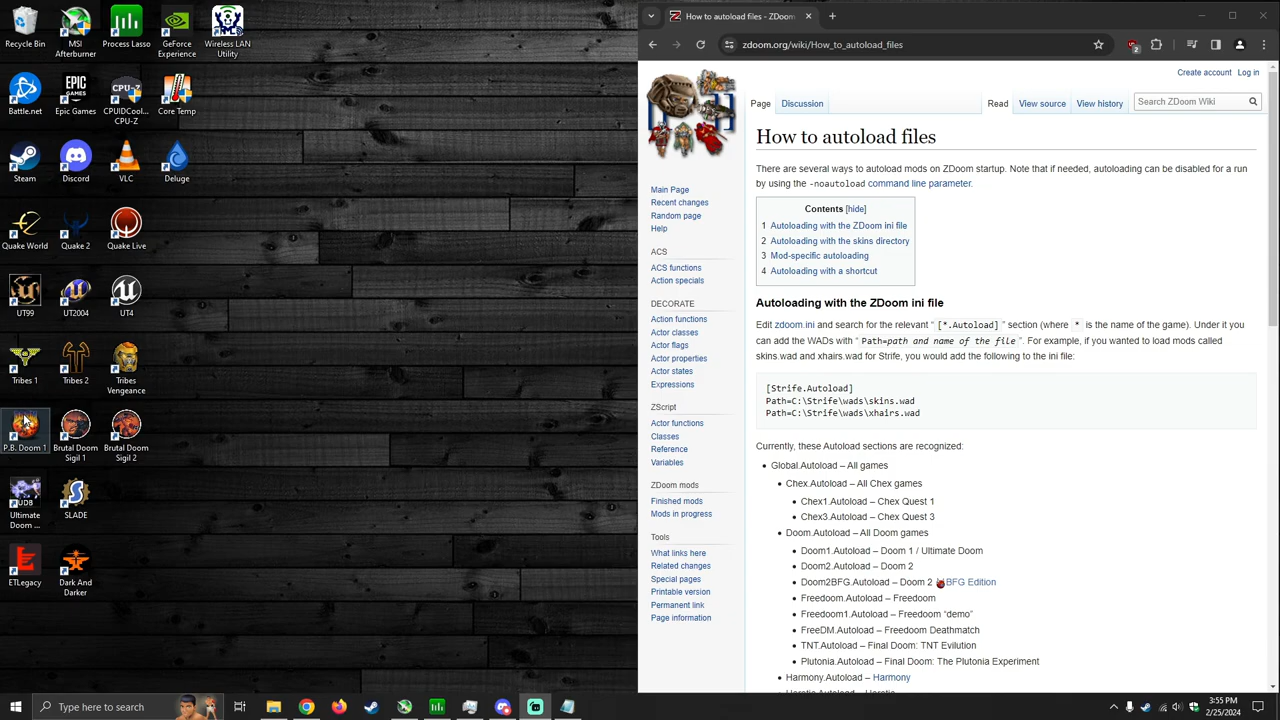 Recycle Bin
MSI Afterburner
Process Lasso
GeForce Experience
Wireless LAN Utility
Battle.net
Epic Games
CPUIDCool... CPU-Z
Core Temp
Steam
Discord
VLC
Deluge
Quake World
Quake 2
Quake Live
UT99
UT2004
UT4
Tribes 1
Tribes 2
Tribes Vengeance
P.B. Doom 1
Brutal Doom Sigil 1
Brutal Doom Sigil 2
Prime Ultimate Doom ...
SLADE
ETLegacy
Dark And Darker
How to autoload files - ZDoom
zdoom.org/wiki/How_to_autoload_files
2
Create account Log in
Page Discussion Read View source View history Search ZDoom Wiki
How to autoload files
There are several ways to autoload mods on ZDoom startup. Note that if needed, autoloading can be disabled for a run
by using the -noautoload command line parameter.
Contents [hide]
1 Autoloading with the ZDoom ini file
2 Autoloading with the skins directory
3 Mod-specific autoloading
4 Autoloading with a shortcut
Autoloading with the ZDoom ini file
Edit zdoom.ini and search for the relevant “[*.Autoload]” section (where * is the name of the game). Under it you
can add the WADs with “Path=path and name of the file”. For example, if you wanted to load mods called
skins.wad and xhairs.wad for Strife, you would add the following to the ini file:
[Strife.Autoload]
Path=C:\Strife\wads\skins.wad
Path=C:\Strife\wads\xhairs.wad
Currently, these Autoload sections are recognized:
Global.Autoload – All games
Chex.Autoload – All Chex games
Chex1.Autoload – Chex Quest 1
Chex3.Autoload – Chex Quest 3
Doom.Autoload – All Doom games
Doom1.Autoload – Doom 1 / Ultimate Doom
Doom2.Autoload – Doom 2
Doom2BFG.Autoload – Doom 2 BFG Edition
Freedoom.Autoload – Freedoom
Freedoom1.Autoload – Freedoom “demo”
FreeDM.Autoload – Freedoom Deathmatch
TNT.Autoload – Final Doom: TNT Evilution
Plutonia.Autoload – Final Doom: The Plutonia Experiment
Harmony.Autoload – Harmony
Heretic.Autoload – Heretic
Main Page
Recent changes
Random page
Help
ACS
ACS functions
Action specials
DECORATE
Action functions
Actor classes
Actor flags
Actor properties
Actor states
Expressions
ZScript
Actor functions
Classes
Reference
Variables
ZDoom mods
Finished mods
Mods in progress
Tools
What links here
Related changes
Special pages
Printable version
Permanent link
Page information
Type here to search
3:55 PM
2/25/2024